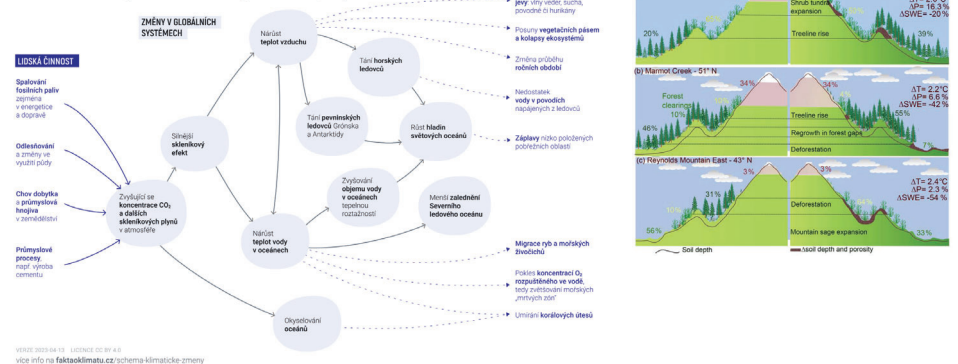 jevy: vlny veder, sucha,
povodně či hurikány
ZMĚNY V GLOBÁLNÍCH
SYSTÉMECH
Nárůst
teplot vzduchu
Posuny vegetačních pásem
a kolapsy ekosystémů
Změna průběhu
ročních období
LIDSKÁ ČINNOST
Tání horských
ledovců
Spalování
fosilních paliv
zejména
v energetice
a dopravě
Nedostatek
vody v povodích
napájených z ledovců
Tání pevninských
ledovců Grónska
a Antarktidy
Růst hladin
světových oceánů
Záplavy nízko položených
pobřežních oblastí
Silnější
skleníkový
efekt
Odlesňování
a změny ve
využití půdy
Zvyšování
objemu vody
v oceánech
tepelnou
roztažností
Menší zalednění
Severního
ledového oceánu
Chov dobytka
a průmyslová
hnojiva
v zemědělství
Zvyšující se
koncentrace CO₂
a dalších
skleníkových plynů
v atmosféře
Nárůst
teplot vody
v oceánech
Migrace ryb a mořských
živočichů
Průmyslové
procesy,
např. výroba
cementu
Pokles koncentrací O₂
rozpuštěného ve vodě,
tedy zvětšování mořských
„mrtvých zón“
Umírání korálových útesů
Okyselování
oceánů
VERZE 2023-04-13 LICENCE CC BY 4.0
více info na faktaoklimatu.cz/schema-klimaticke-zmeny
Shrub tundra
expansion
ΔP= 16.3%
ΔSWE= -20%
20%
Treeline rise
39%
(b) Marmot Creek - 51° N
34%
34%
ΔT= 2.2°C
ΔP= 6.6 %
ΔSWE= -42 %
Forest
clearings
10%
Treeline rise
55%
46%
Regrowth in forest gaps
Deforestation
7%
(c) Reynolds Mountain East - 43° N
3%
3%
ΔT= 2.4°C
ΔP= 2.3 %
ΔSWE= -54 %
31%
Deforestation
56%
Mountain sage expansion
33%
Soil depth
Δsoil depth and porosity